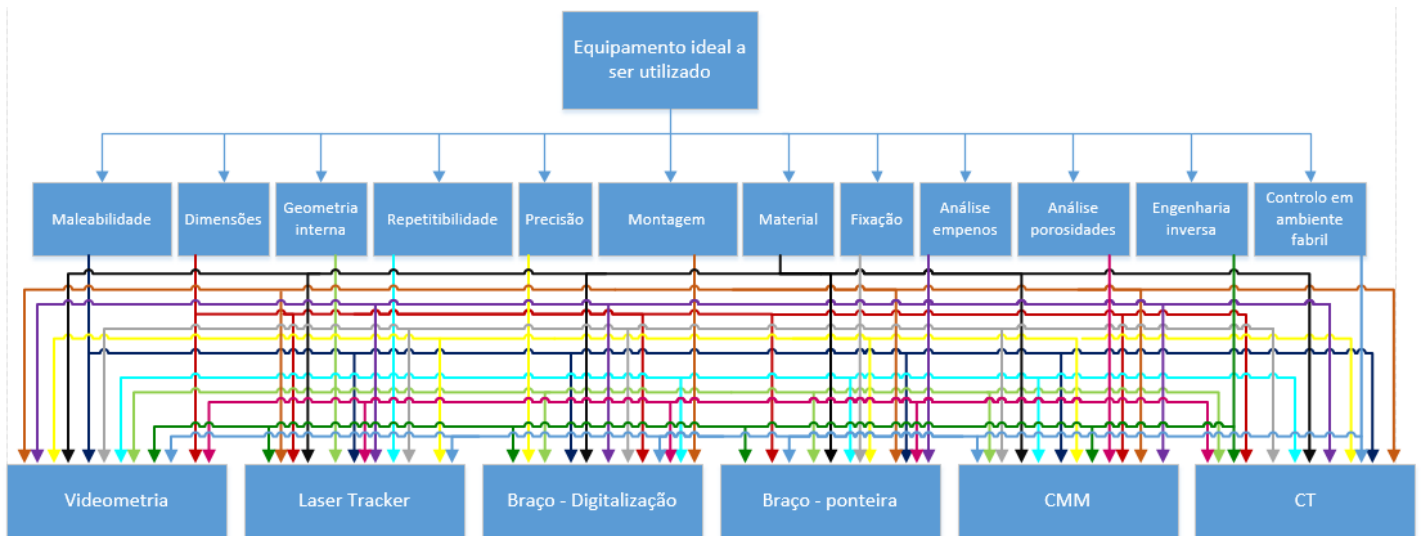 Equipamento ideal a
ser utilizado
Maleabilidade
Dimensões
Geometria
interna
Repetitibilidade
Precisão
Montagem
Material
Fixação
Análise
empenos
Análise
porosidades
Engenharia
inversa
Controlo em
ambiente
fabril
Videometria
Laser Tracker
Braço - Digitalização
Braço - ponteira
CMM
CT